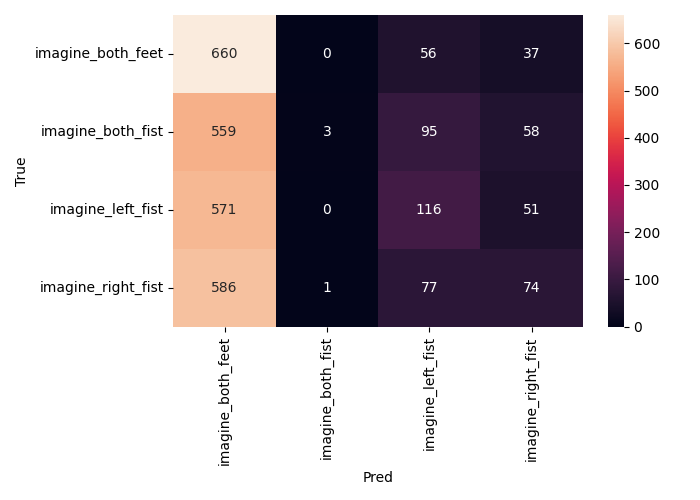 True
imagine_both_feet 660 0 56 37
imagine_both_fist 559 3 95 58
imagine_left_fist 571 0 116 51
imagine_right_fist 586 1 77 74
imagine_both_feet
imagine_both_fist
imagine_left_fist
imagine_right_fist
Pred
600
500
400
300
200
100
0